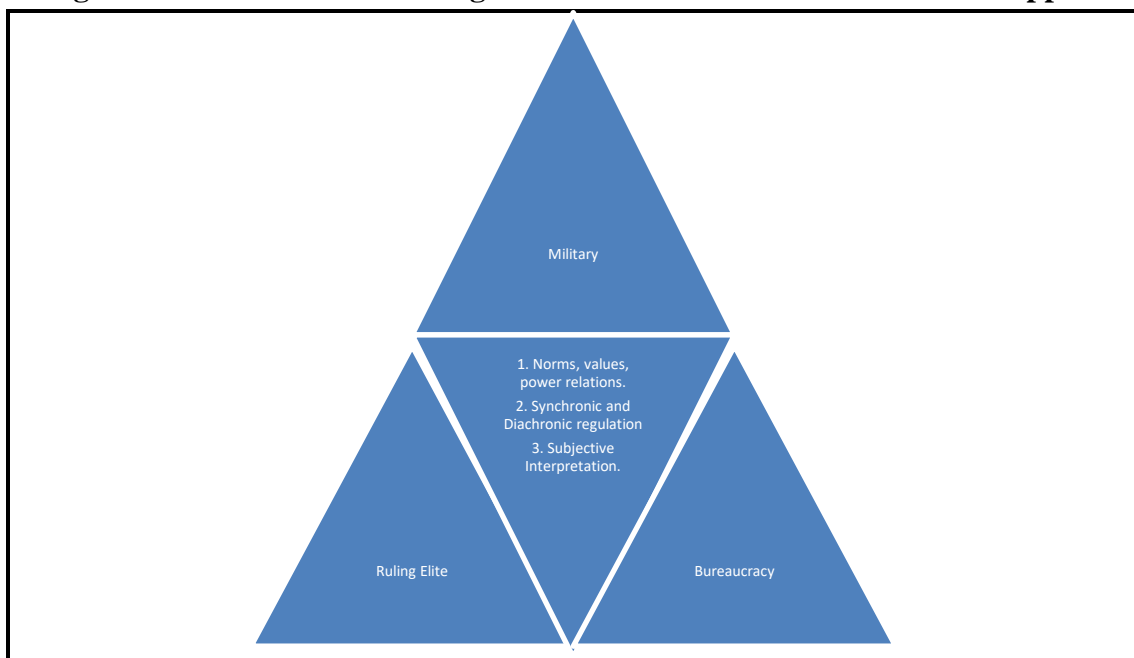 Military
1. Norms, values,
power relations.
2. Synchronic and
Diachronic regulation
3. Subjective
Interpretation.
Ruling Elite
Bureaucracy